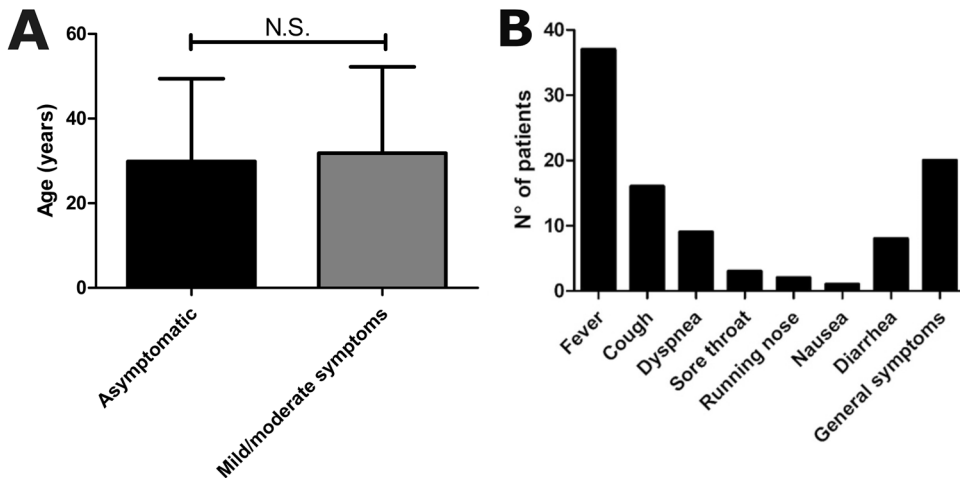 A
N.S.
Age (years)
60
40
20
0
Asymptomatic
Mild/moderate symptoms
B
N° of patients
40
30
20
10
0
Fever
Cough
Dyspnea
Sore throat
Running nose
Nausea
Diarrhea
General symptoms